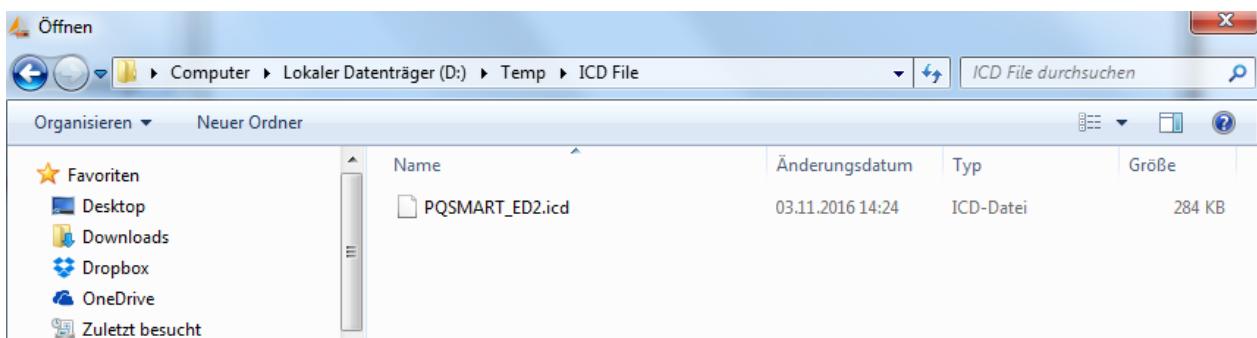 Öffnen
Computer Lokaler Datenträger (D:) Temp ICD File
ICD File durchsuchen
Organisieren Neuer Ordner
Name Änderungsdatum Typ Größe
Favoriten
Desktop PQSMART_ED2.icd 03.11.2016 14:24 ICD-Datei 284 KB
Downloads
Dropbox
OneDrive
Zuletzt besucht